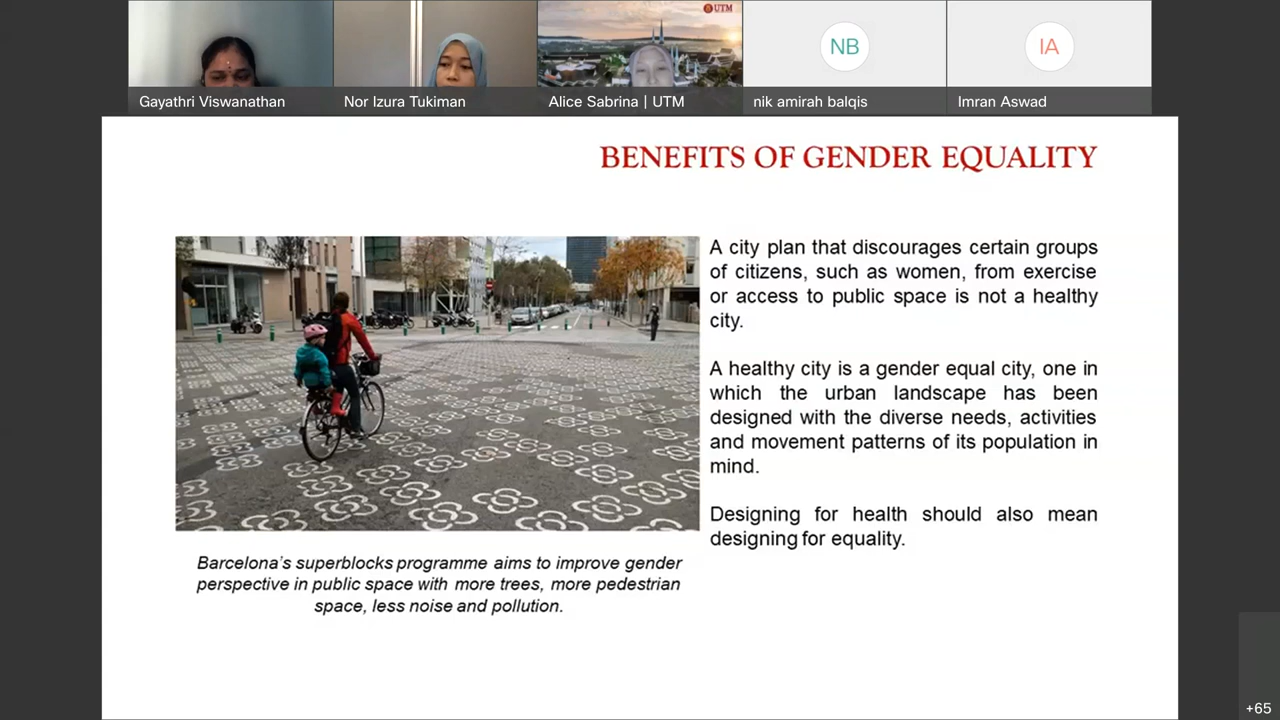 UTM
Gayathri Viswanathan
Nor Izura Tukiman
Alice Sabrina | UTM
NB
nik amirah balqis
IA
Imran Aswad
BENEFITS OF GENDER EQUALITY
A city plan that discourages certain groups
of citizens, such as women, from exercise
or access to public space is not a healthy
city.
A healthy city is a gender equal city, one in
which the urban landscape has been
designed with the diverse needs, activities
and movement patterns of its population in
mind.
Designing for health should also mean
designing for equality.
Barcelona's superblocks programme aims to improve gender
perspective in public space with more trees, more pedestrian
space, less noise and pollution.
+65